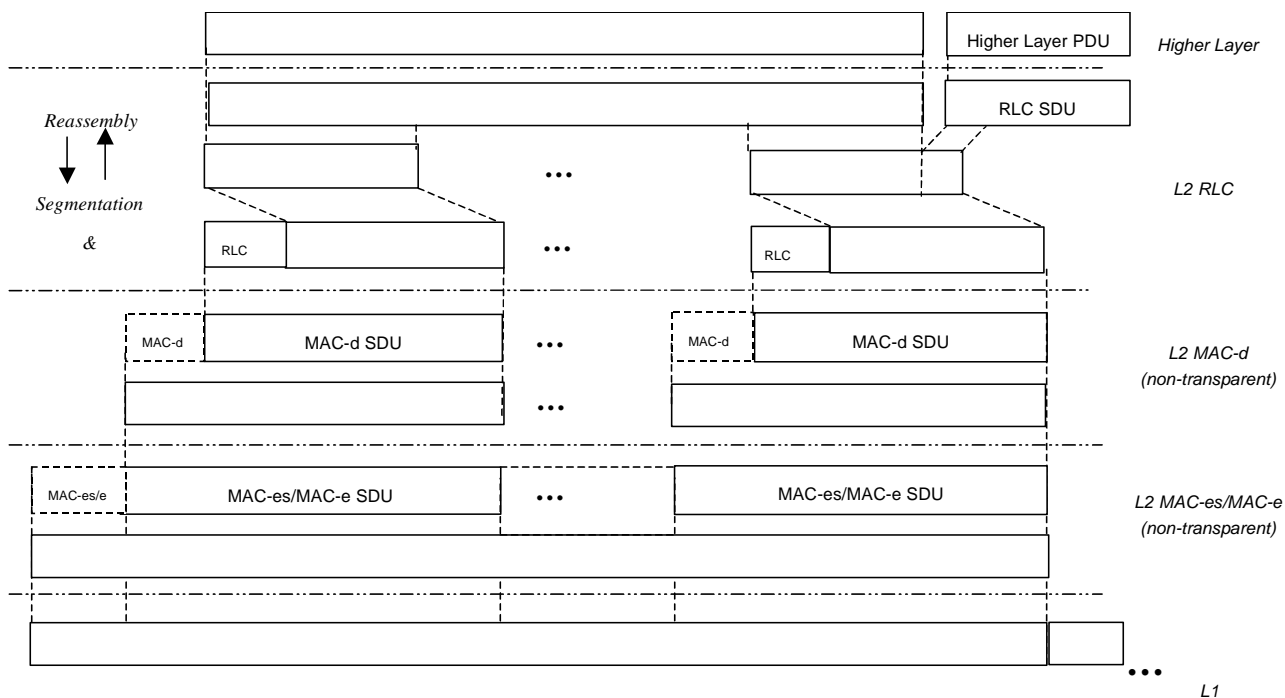 Higher Layer PDU
Higher Layer
RLC SDU
Reassembly
Segmentation
&
...
L2 RLC
RLC
...
RLC
MAC-d
MAC-d SDU
...
MAC-d
MAC-d SDU
L2 MAC-d
(non-transparent)
...
MAC-es/e
MAC-es/MAC-e SDU
...
MAC-es/MAC-e SDU
L2 MAC-es/MAC-e
(non-transparent)
...
L1